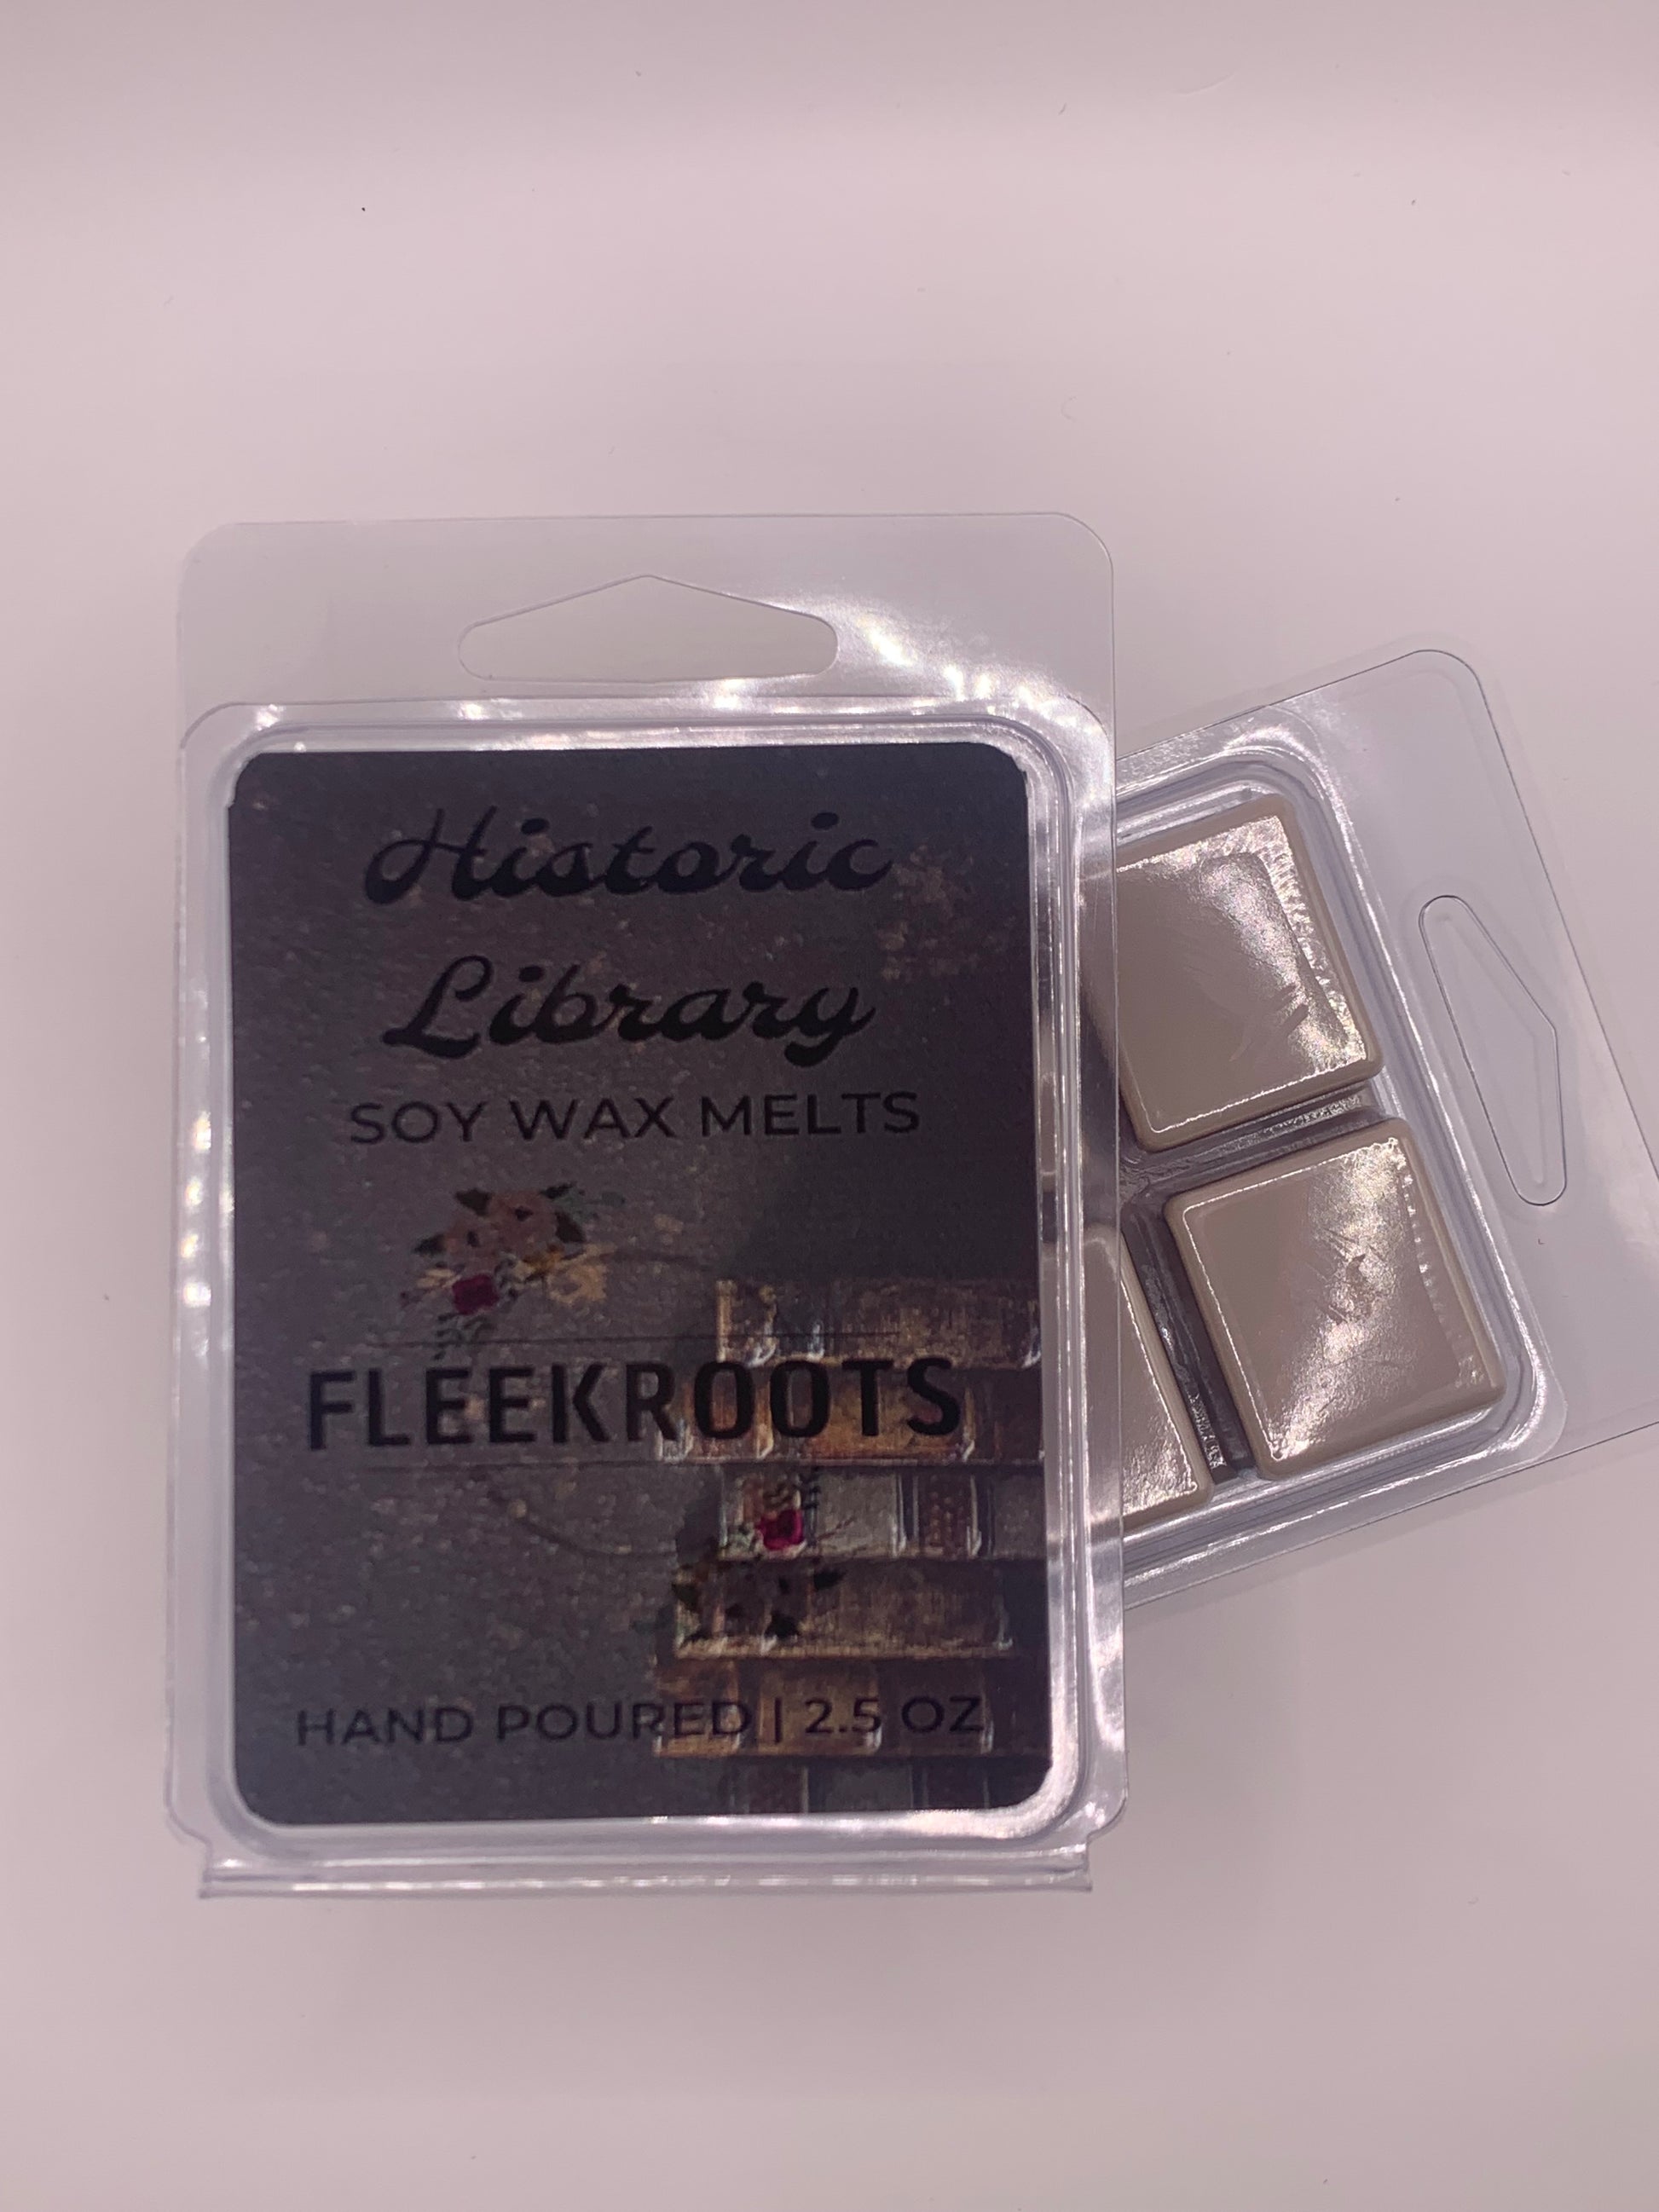 Historic
Library
SOY WAX MELTS
FLEEKROOTS
HAND POURED | 2.5 OZ